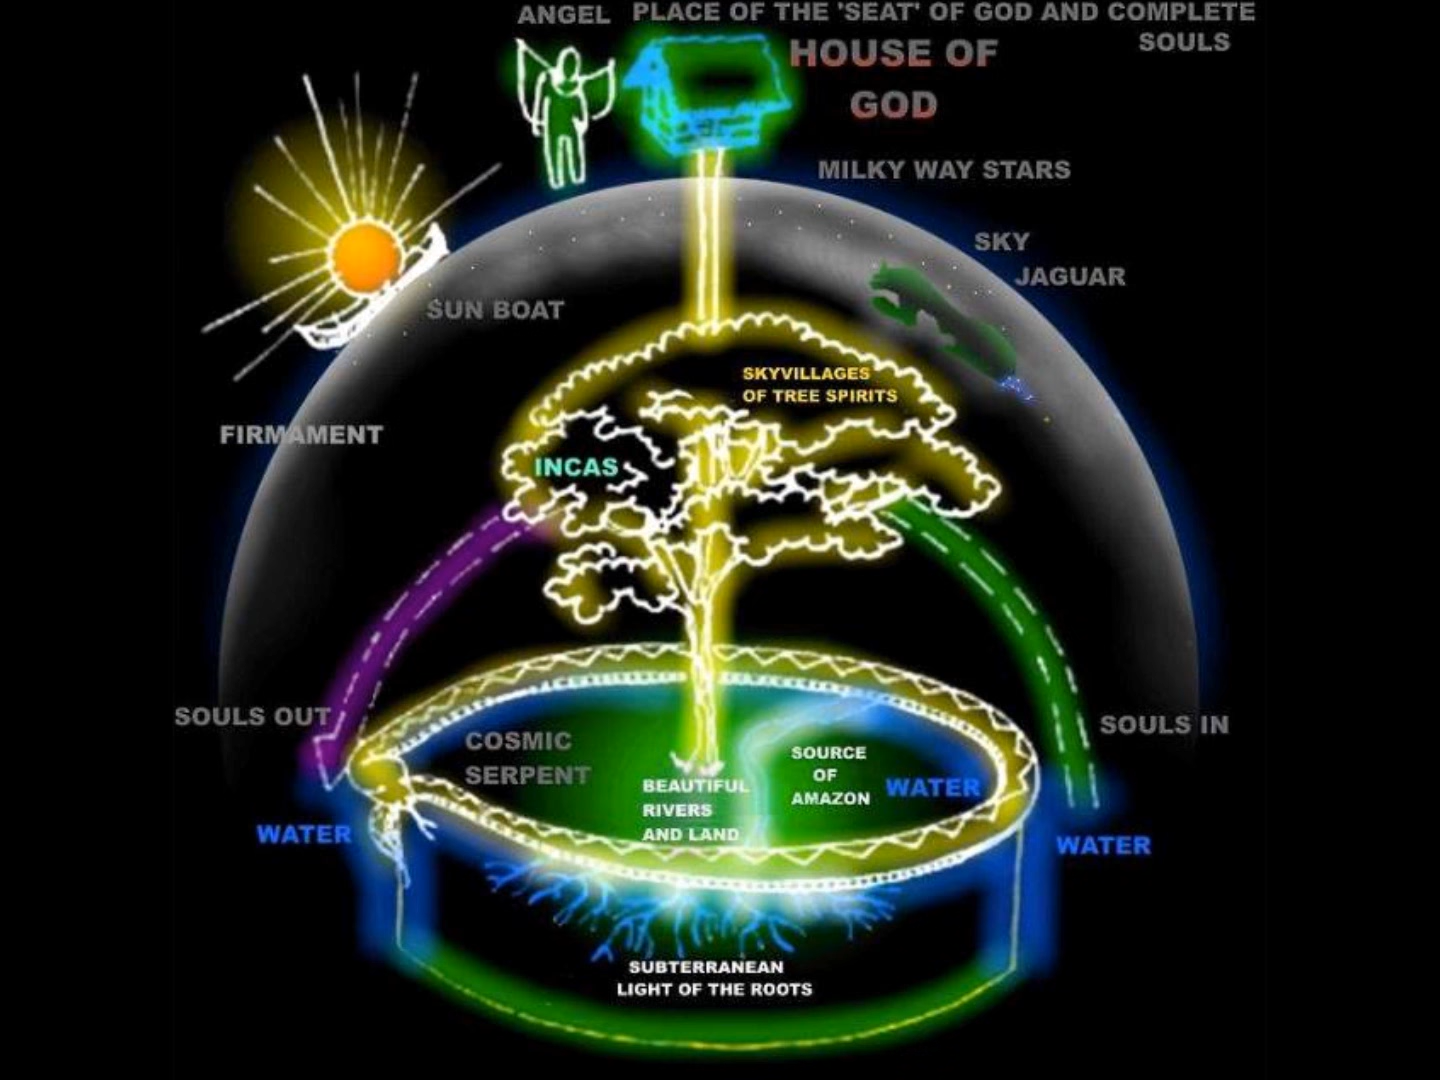 ANGEL
PLACE OF THE 'SEAT' OF GOD AND COMPLETE
SOULS
HOUSE OF
GOD
MILKY WAY STARS
SKY
JAGUAR
SUN BOAT
SKYVILLAGES
OF TREE SPIRITS
FIRMAMENT
INCAS
SOULS OUT
SOULS IN
COSMIC
SERPENT
SOURCE
OF
AMAZON
WATER
BEAUTIFUL
RIVERS
AND LAND
WATER
WATER
SUBTERRANEAN
LIGHT OF THE ROOTS